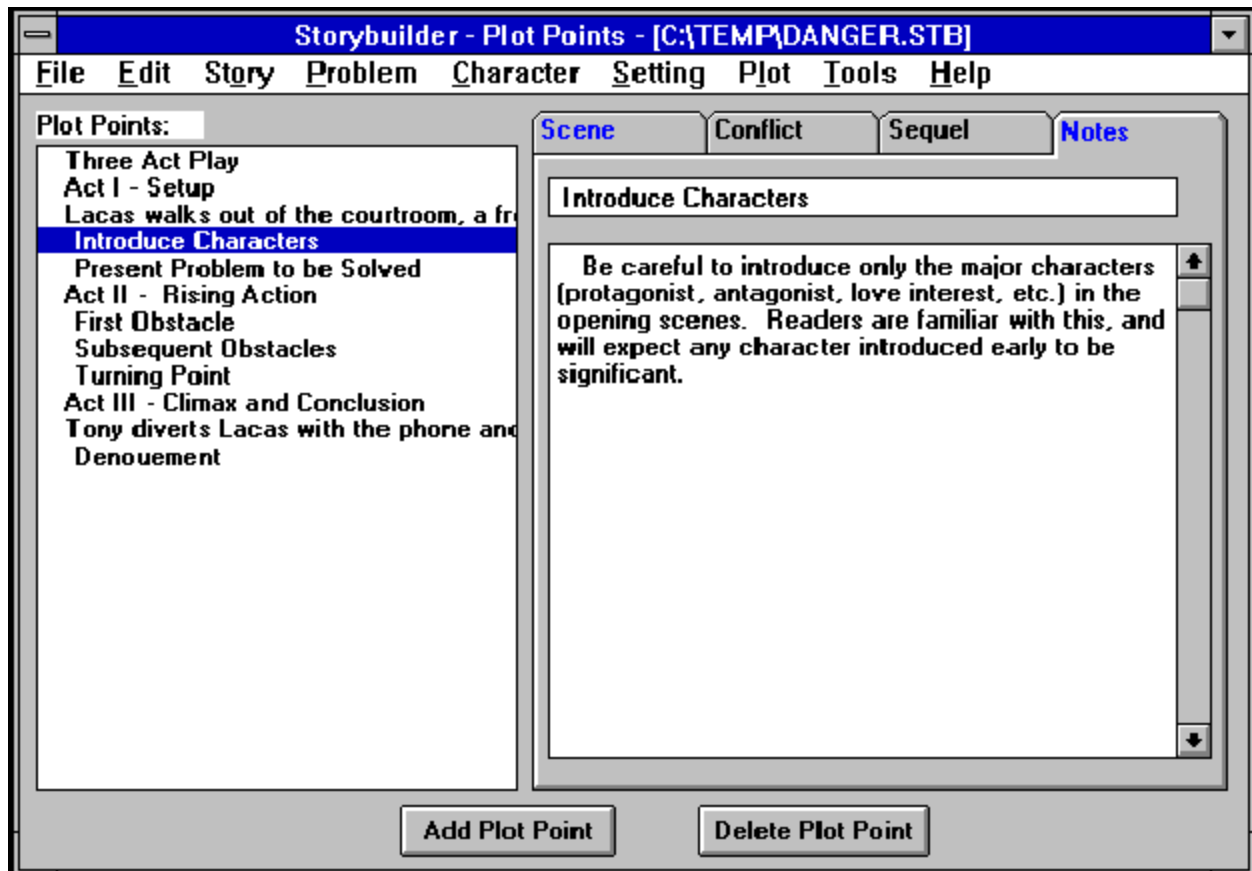 Storybuilder - Plot Points - [C:\TEMP\DANGER.STB]
File Edit Story Problem Character Setting Plot Tools Help
Plot Points:
Three Act Play
Act I - Setup
Lacas walks out of the courtroom, a
Introduce Characters
Present Problem to be Solved
Act II - Rising Action
First Obstacle
Subsequent Obstacles
Turning Point
Act III - Climax and Conclusion
Tony diverts Lacas with the phone and
Denouement
Scene Conflict Sequel Notes
Introduce Characters
Be careful to introduce only the major characters
(protagonist, antagonist, love interest, etc.) in the
opening scenes. Readers are familiar with this, and
will expect any character introduced early to be
significant.
Add Plot Point Delete Plot Point